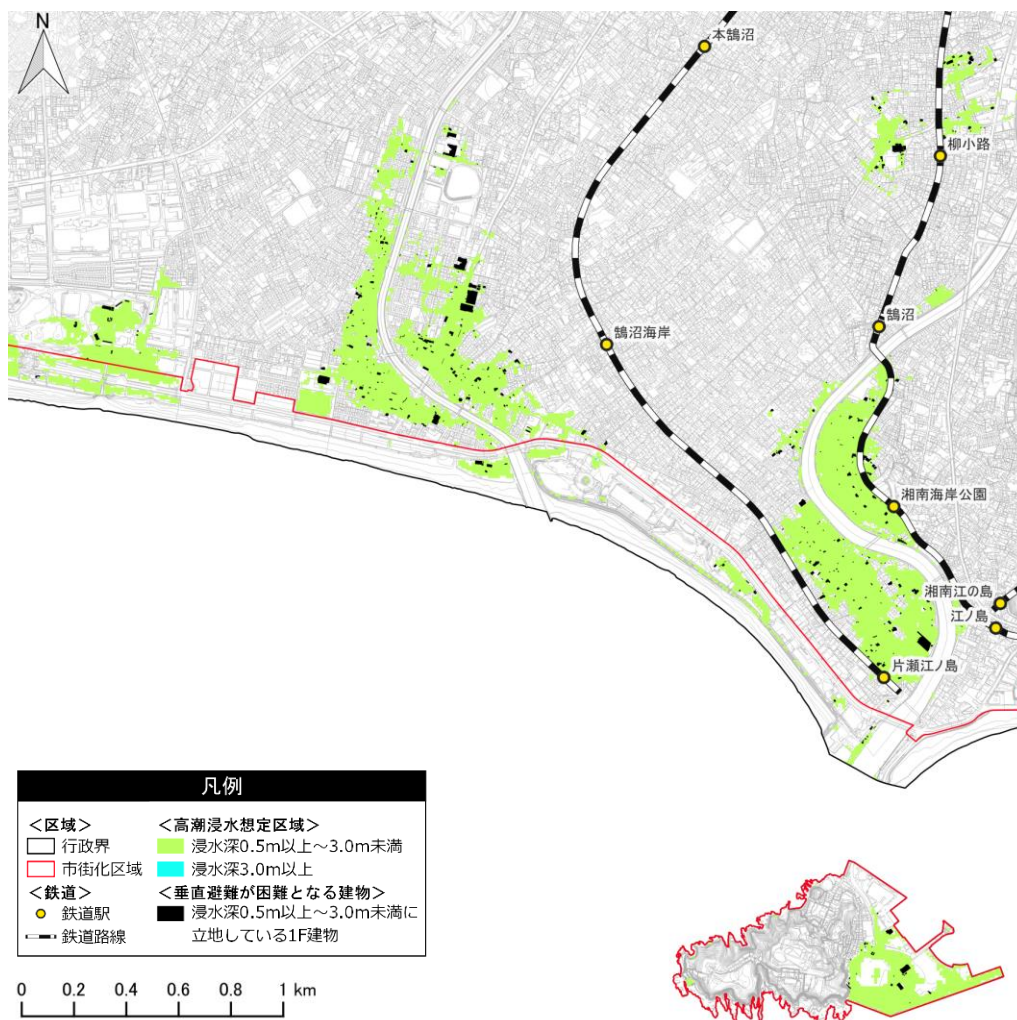 N
本鵠沼
柳小路
鵠沼
鵠沼海岸
湘南海岸公園
湘南江の島
江ノ島
片瀬江ノ島
凡例
＜区域＞
行政界
市街化区域
＜鉄道＞
鉄道駅
鉄道路線
＜高潮浸水想定区域＞
浸水深0.5m以上～3.0m未満
浸水深3.0m以上
＜垂直避難が困難となる建物＞
浸水深0.5m以上～3.0m未満に
立地している1F建物
0 0.2 0.4 0.6 0.8 1 km